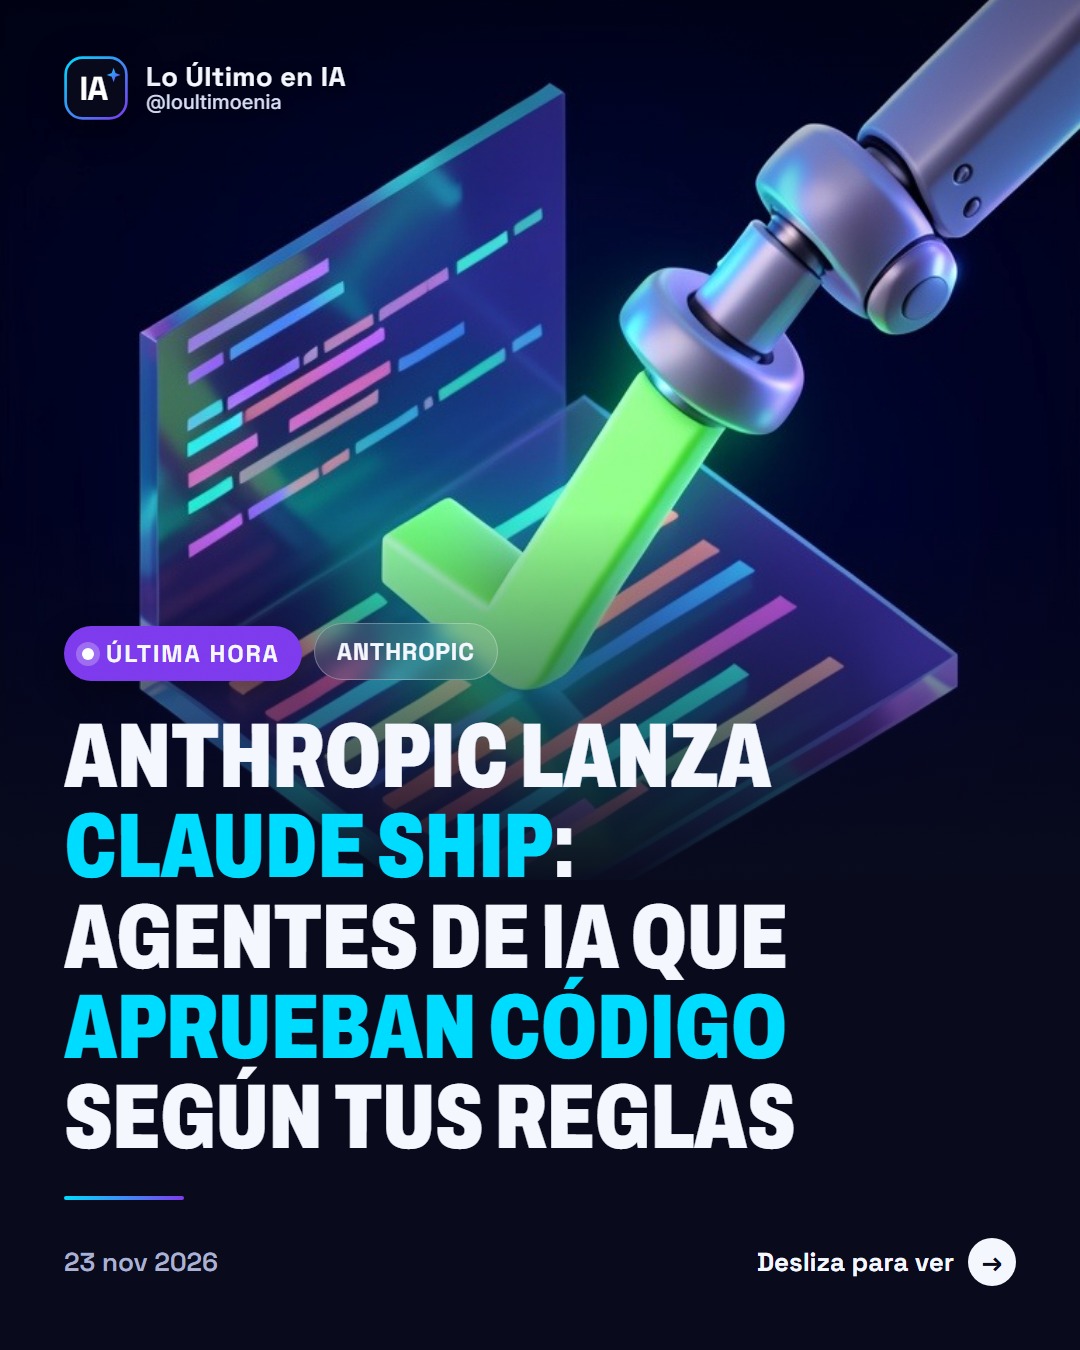 IA
Lo Último en IA
@loultimoenia
ÚLTIMA HORA
ANTHROPIC
ANTHROPIC LANZA
CLAUDE SHIP:
AGENTES DE IA QUE
APRUEBAN CÓDIGO
SEGÚN TUS REGLAS
23 nov 2026
Desliza para ver →